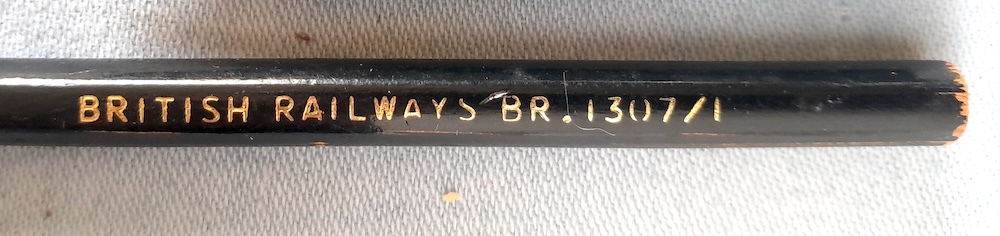 BRITISH RAILWAYS BR. 1307/1